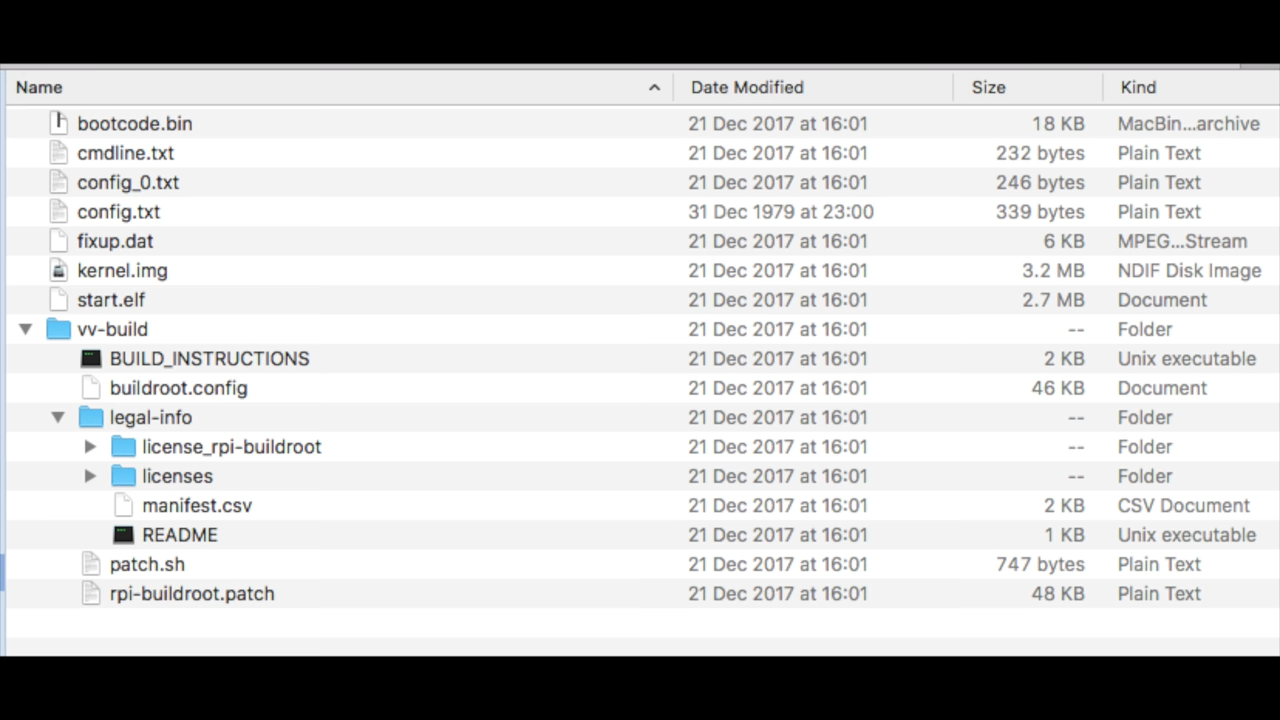 Name Date Modified Size Kind
bootcode.bin 21 Dec 2017 at 16:01 18 KB MacBin...archive
cmdline.txt 21 Dec 2017 at 16:01 232 bytes Plain Text
config_0.txt 21 Dec 2017 at 16:01 246 bytes Plain Text
config.txt 31 Dec 1979 at 23:00 339 bytes Plain Text
fixup.dat 21 Dec 2017 at 16:01 6 KB MPEG...Stream
kernel.img 21 Dec 2017 at 16:01 3.2 MB NDIF Disk Image
start.elf 21 Dec 2017 at 16:01 2.7 MB Document
vv-build 21 Dec 2017 at 16:01 -- Folder
BUILD_INSTRUCTIONS 21 Dec 2017 at 16:01 2 KB Unix executable
buildroot.config 21 Dec 2017 at 16:01 46 KB Document
legal-info 21 Dec 2017 at 16:01 -- Folder
license_rpi-buildroot 21 Dec 2017 at 16:01 -- Folder
licenses 21 Dec 2017 at 16:01 -- Folder
manifest.csv 21 Dec 2017 at 16:01 2 KB CSV Document
README 21 Dec 2017 at 16:01 1 KB Unix executable
patch.sh 21 Dec 2017 at 16:01 747 bytes Plain Text
rpi-buildroot.patch 21 Dec 2017 at 16:01 48 KB Plain Text